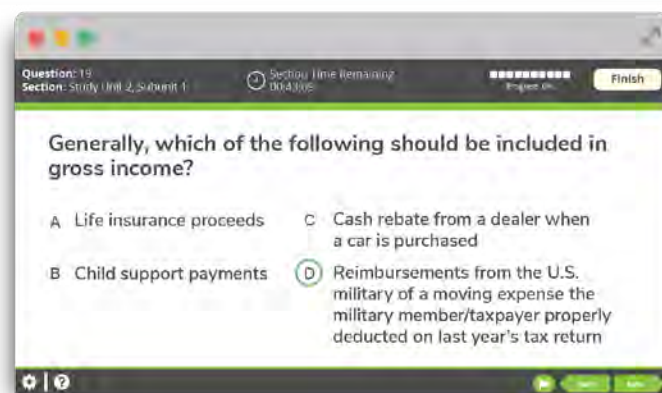 Question: 19
Section: Study Unit 2, Subunit 1
Section Time Remaining
Finish
Generally, which of the following should be included in
gross income?
A Life insurance proceeds
B Child support payments
C Cash rebate from a dealer when
a car is purchased
D Reimbursements from the U.S.
military of a moving expense the
military member/taxpayer properly
deducted on last year's tax return